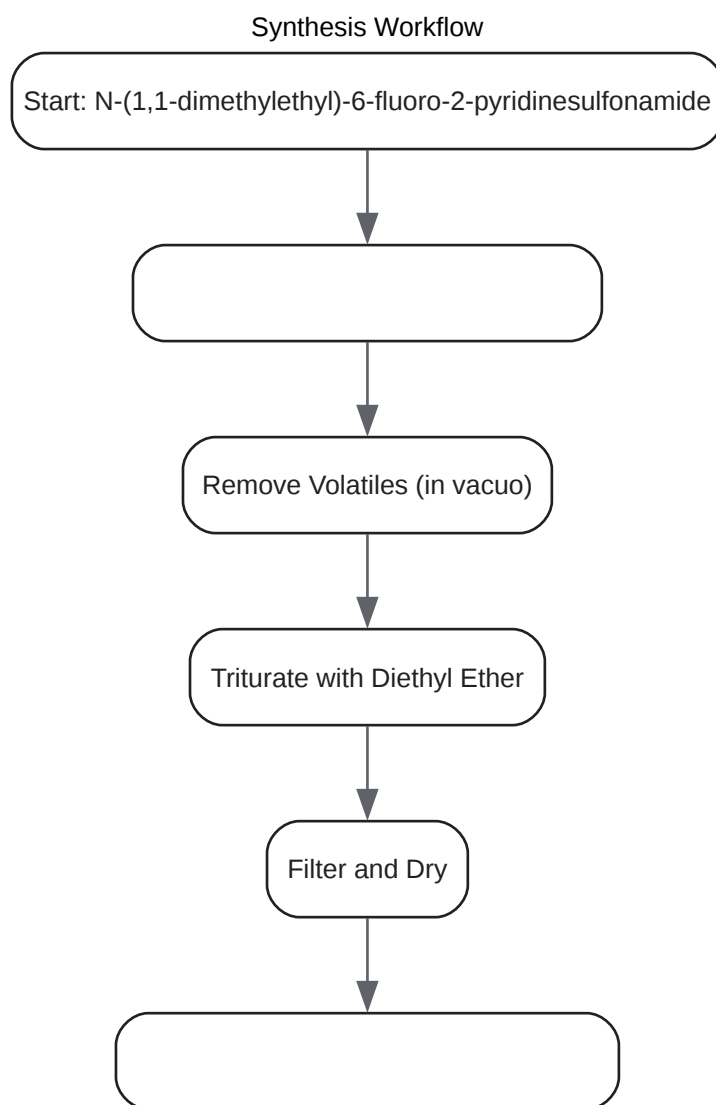 Synthesis Workflow
Start: N-(1,1-dimethylethyl)-6-fluoro-2-pyridinesulfonamide
Remove Volatiles (in vacuo)
Triturate with Diethyl Ether
Filter and Dry